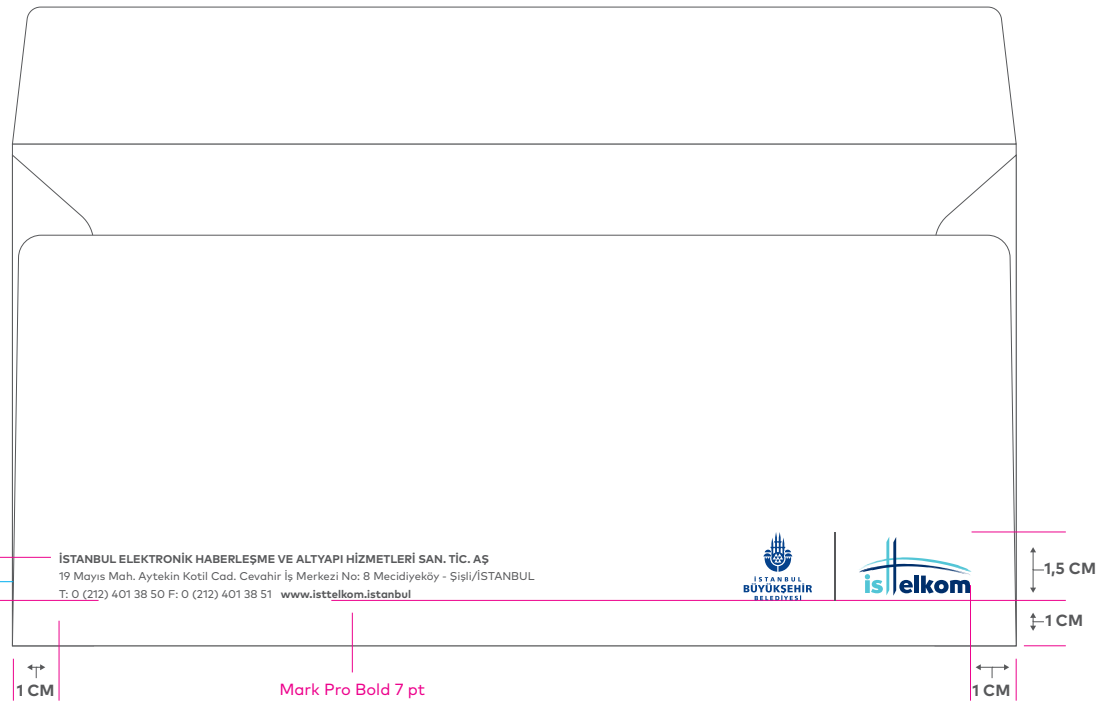 İSTANBUL ELEKTRONİK HABERLEŞME VE ALTYAPI HİZMETLERİ SAN. TİC. AŞ
19 Mayıs Mah. Aytekin Kotil Cad. Cevahir İş Merkezi No: 8 Mecidiyeköy - Şişli/İSTANBUL
T: 0 (212) 401 38 50 F: 0 (212) 401 38 51 www.isttelkom.istanbul
İSTANBUL
BÜYÜKŞEHİR
BELEDİYESİ
isttelkom
1,5 CM
1 CM
1 CM
Mark Pro Bold 7 pt
1 CM